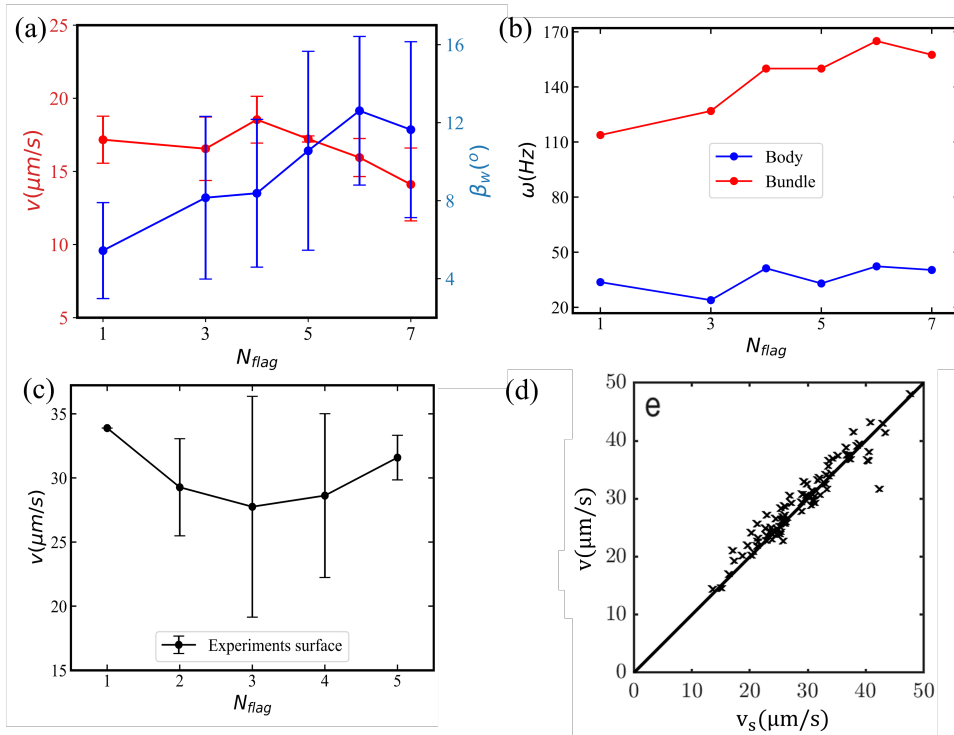 (a)
25
20
15
10
5
v(μm/s)
16
12
8
4
β_W(°)
1 3 5 7
N_flag
(b)
170
140
110
80
50
20
ω(Hz)
Body
Bundle
1 3 5 7
N_flag
(c)
35
30
25
20
15
v(μm/s)
Experiments surface
1 2 3 4 5
N_flag
(d)
e
50
40
30
20
10
0
v(μm/s)
0 10 20 30 40 50
v_s(μm/s)